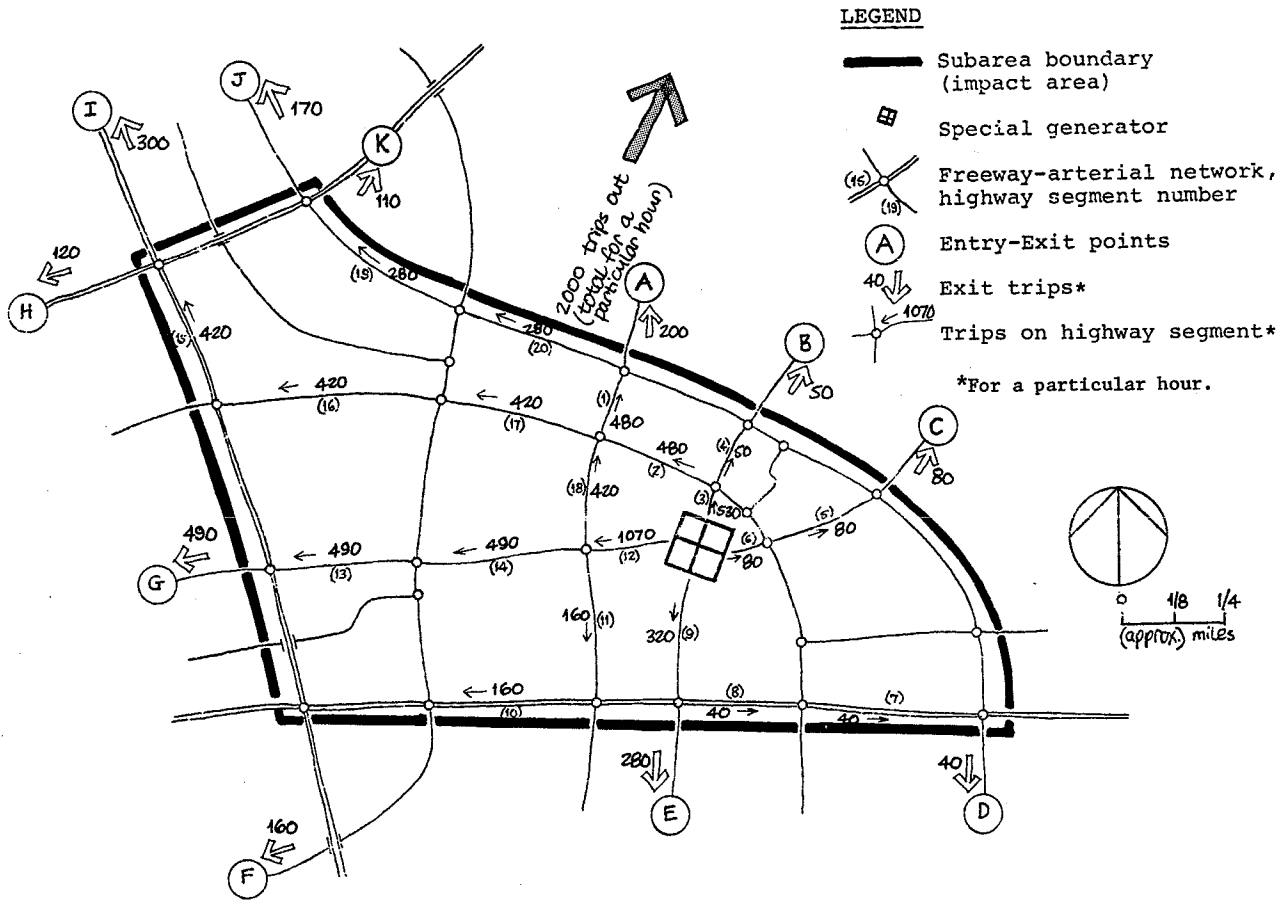 LEGEND
Subarea boundary
(impact area)
Special generator
(15)
(19)
Freeway-arterial network,
highway segment number
A
Entry-Exit points
40
Exit trips*
← 1070
Trips on highway segment*
*For a particular hour.
J
170
I
300
K
110
120
H
2000 trips out
(total for a
particular hour)
(15) 420
(15) 280
280
(20)
A
200
B
50
C
80
← 420
(16)
← 420
(17)
(1)
480
480
(2)
(4) 50
(3) 530
(18) 420
(5)
→ 80
(6)
→ 80
490
G
← 490
(13)
← 490
(14)
← 1070
(12)
160 (11)
320 (9)
← 160
(10)
(8)
40 →
(7)
40 →
280
E
40
D
160
F
0 1/8 1/4
(approx.) miles